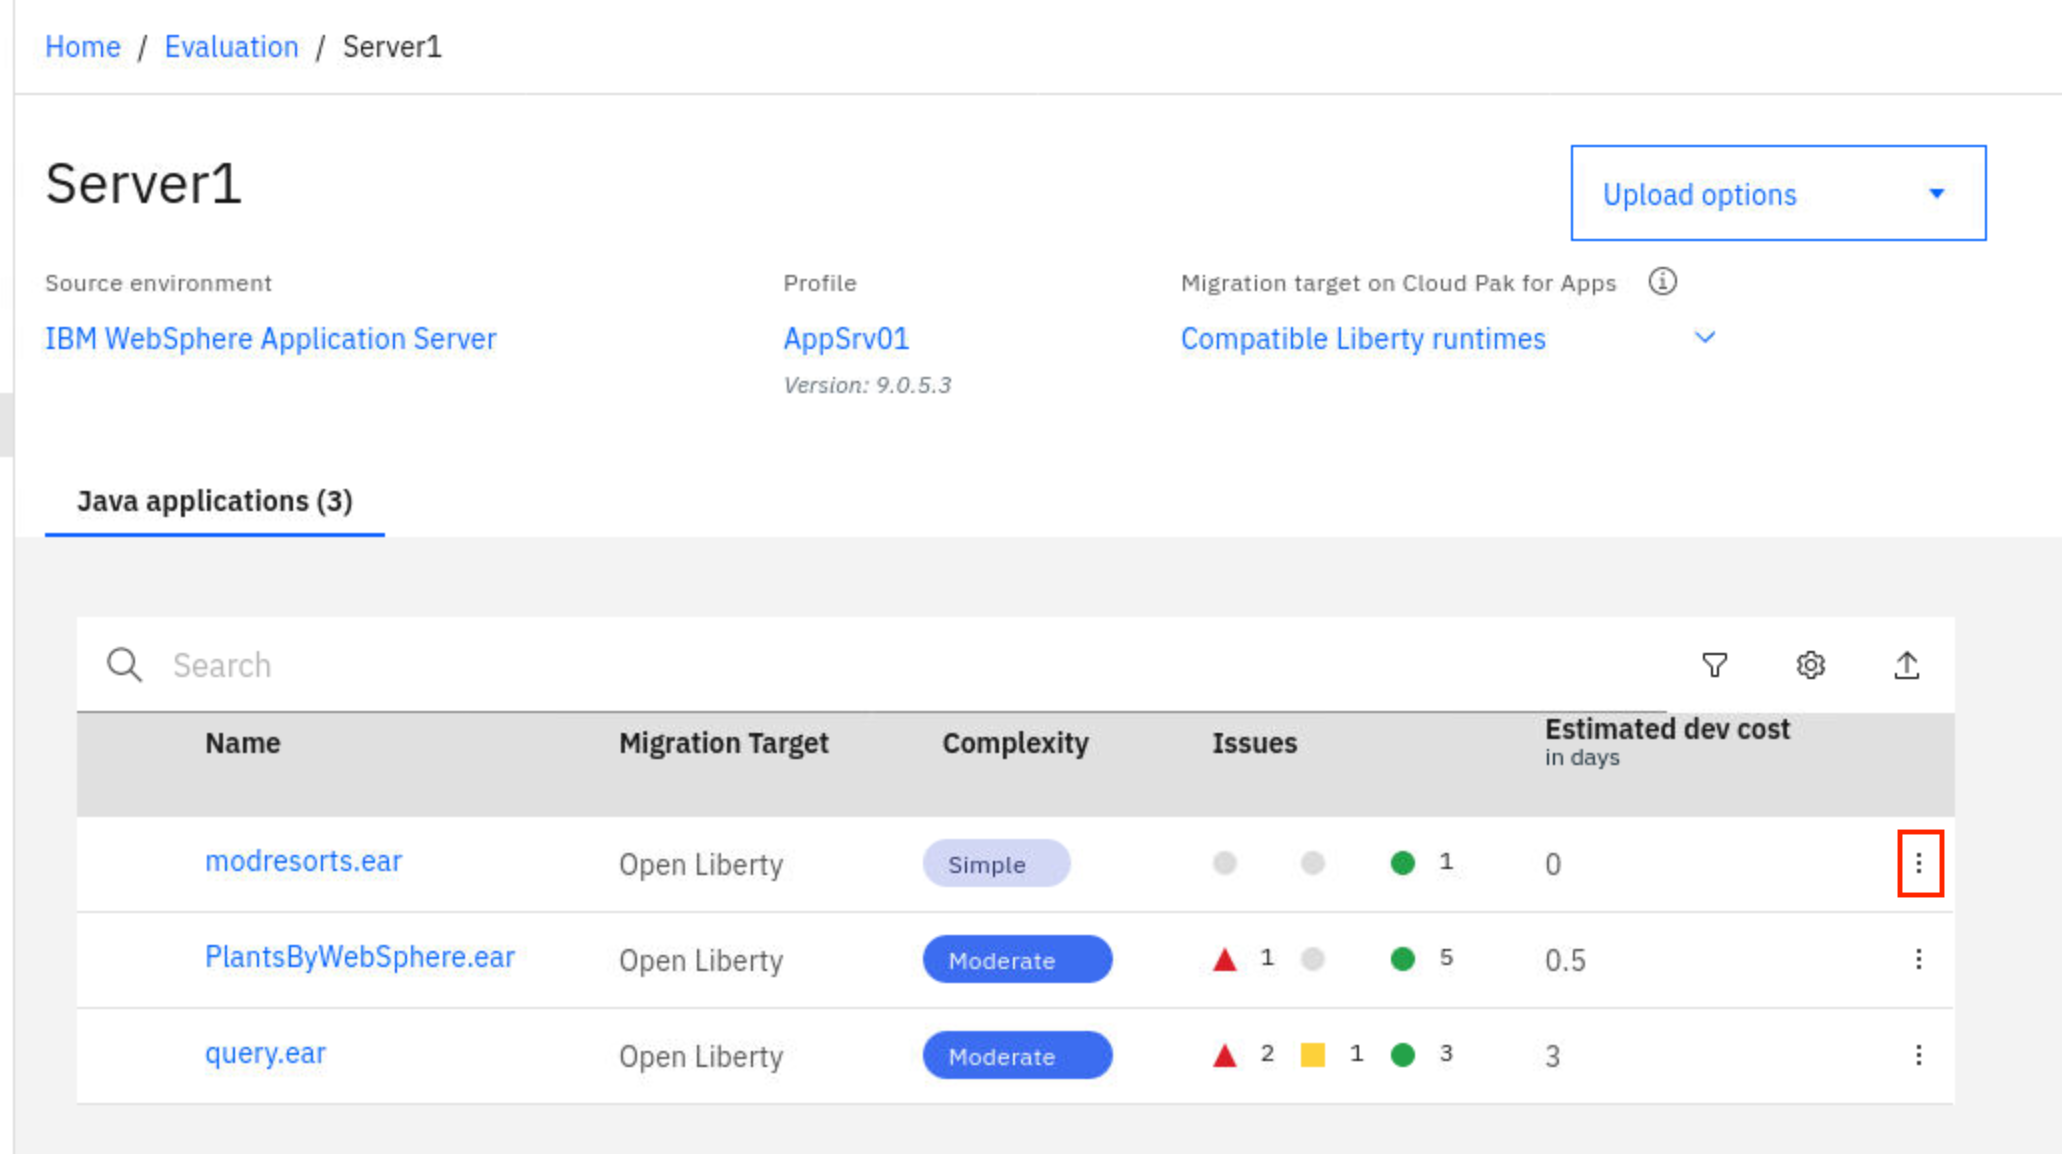 Home / Evaluation / Server1
Server1
Upload options
Source environment
Profile
Migration target on Cloud Pak for Apps
IBM WebSphere Application Server
AppSrv01
Compatible Liberty runtimes
Version: 9.0.5.3
Java applications (3)
Search
Name Migration Target Complexity Issues Estimated dev cost
in days
modresorts.ear Open Liberty Simple 1 0
PlantsByWebSphere.ear Open Liberty Moderate 1 5 0.5
query.ear Open Liberty Moderate 2 1 3 3